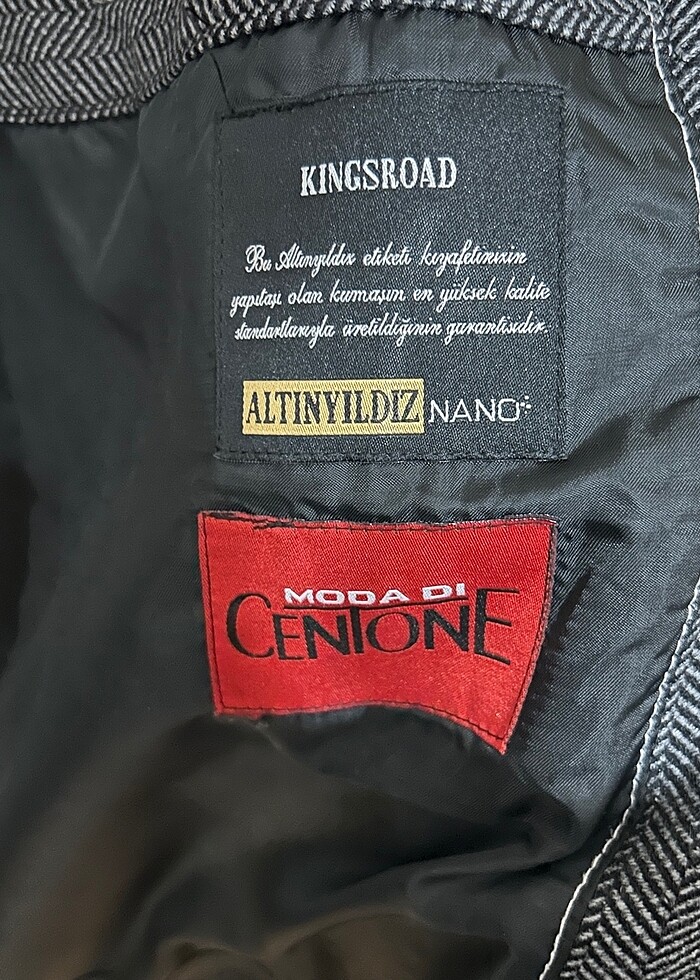 KINGSROAD
Bu Altınyıldız etiketi kıyafetinizin
yapıtaşı olan kumaşın en yüksek kalite
standartlarıyla üretildiğinin garantisidir.
ALTINYILDIZ NANO
MODA DI
CENTONE